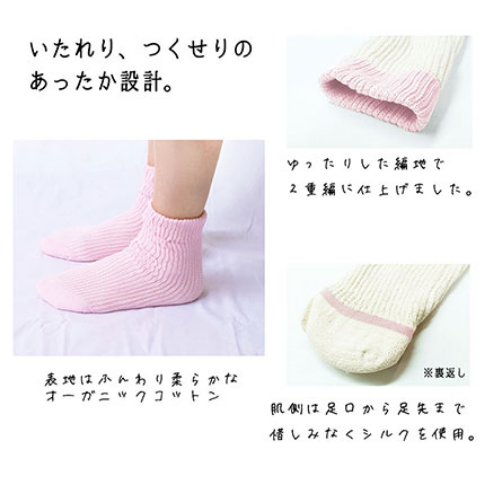 いたれり、つくせりの
あったか設計。
ゆったりした編地で
２重編に仕上げました。
表地はふんわり柔らかな
オーガニックコットン
※裏返し
肌側は足口から足先まで
惜しみなくシルクを使用。